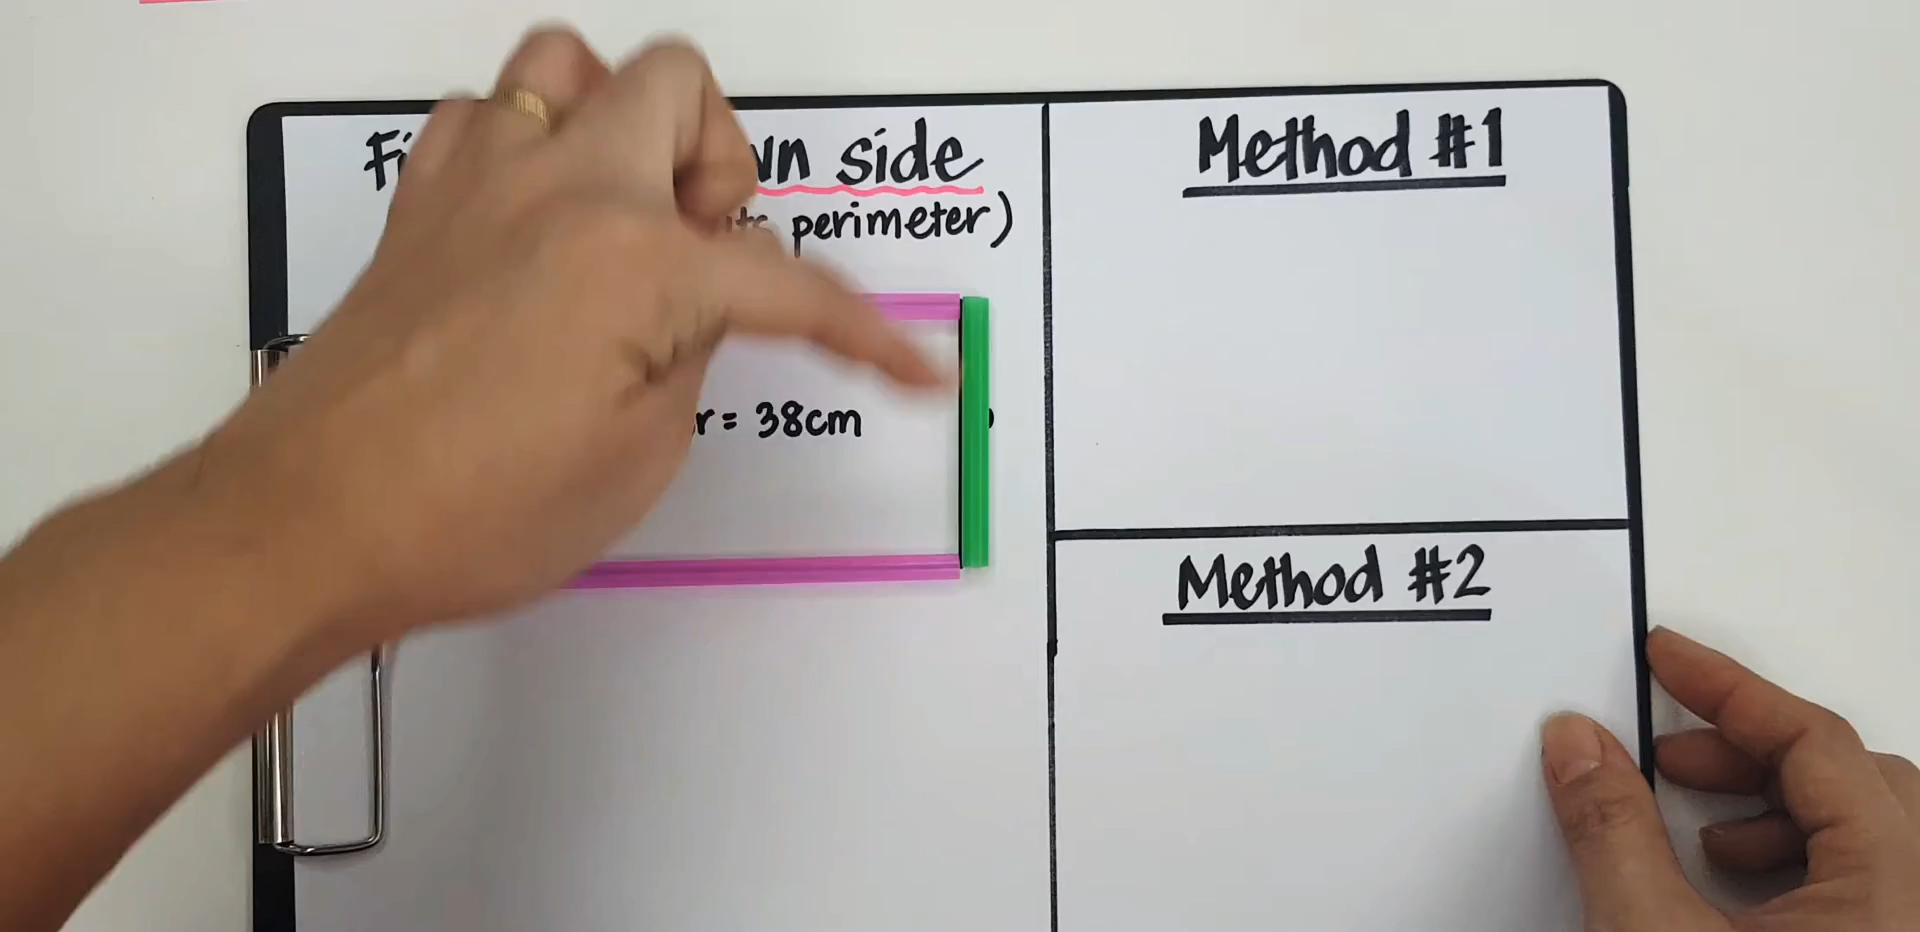 side
perimeter)
= 38cm
Method #1
Method #2